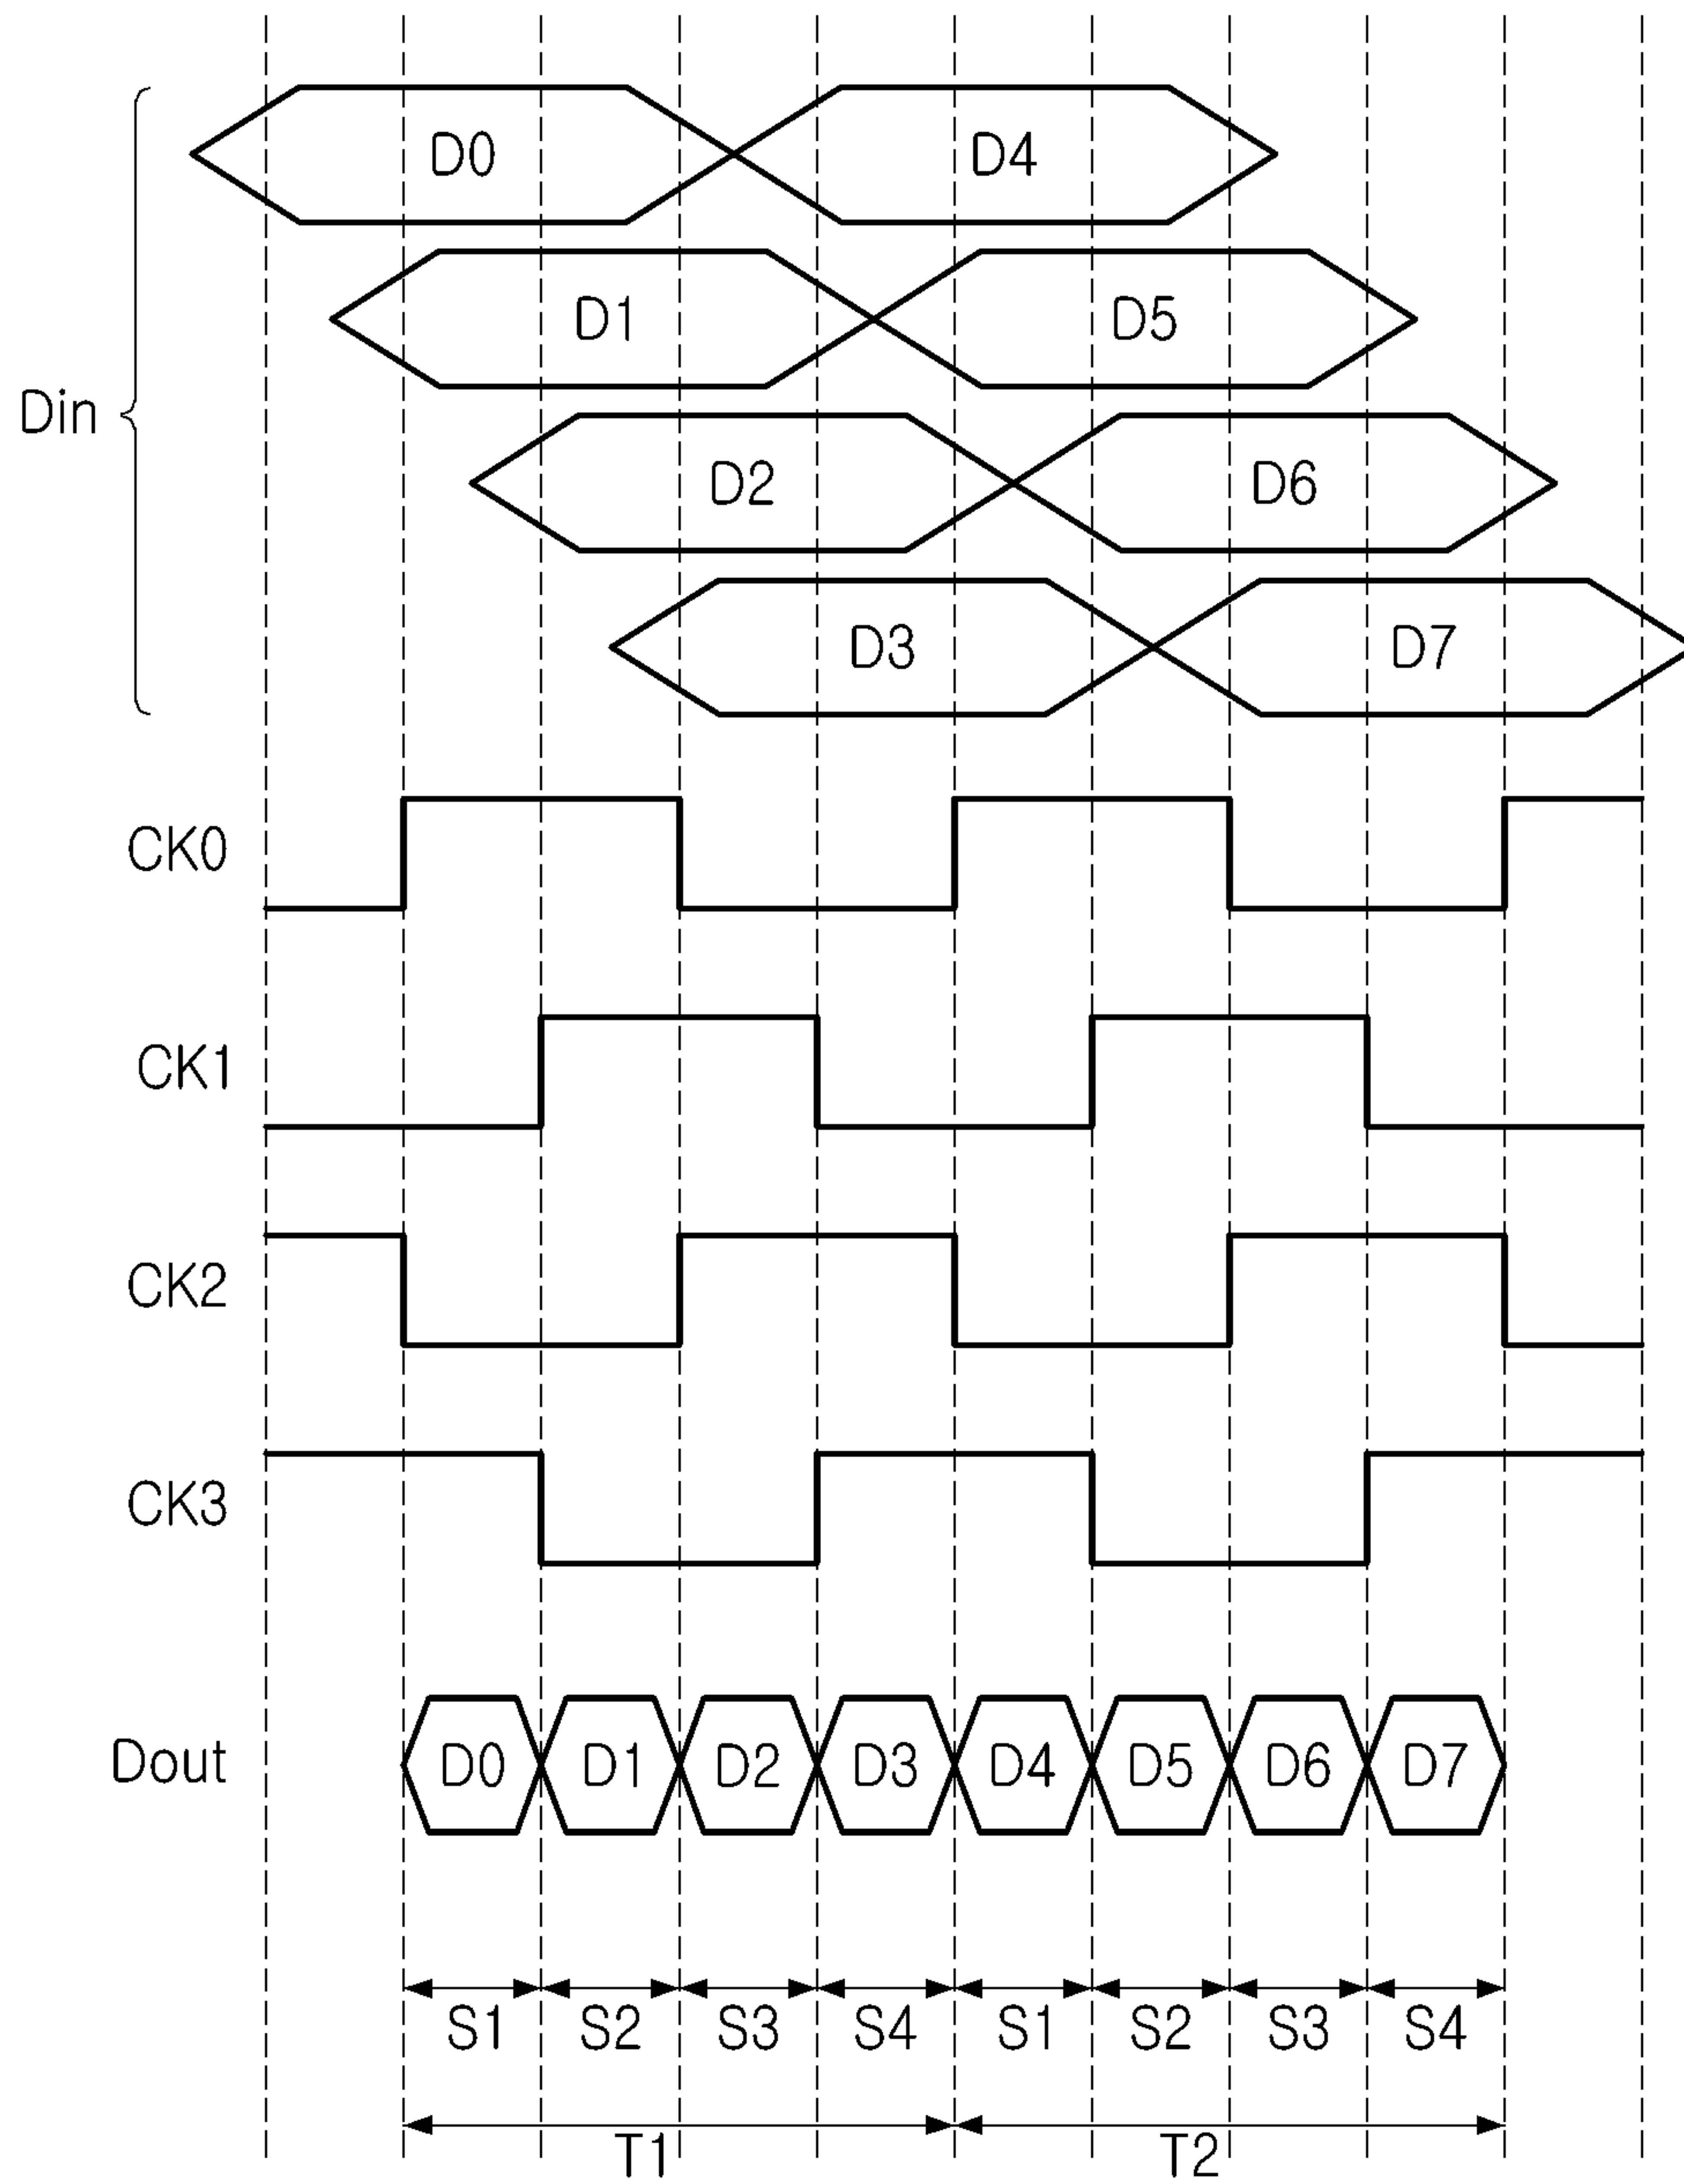 D0 D4
D1 D5
Din
D2 D6
D3 D7
CK0
CK1
CK2
CK3
Dout D0 D1 D2 D3 D4 D5 D6 D7
S1 S2 S3 S4 S1 S2 S3 S4
T1 T2